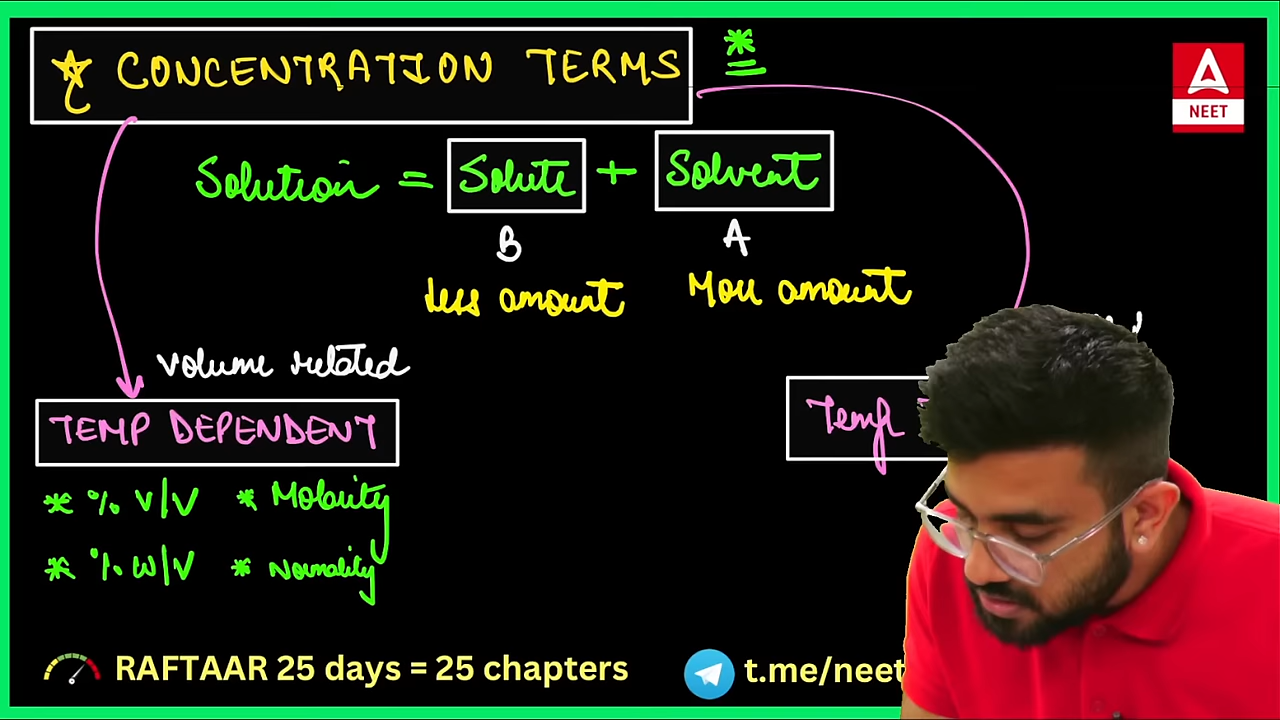 CONCENTRATION TERMS *
A
NEET
Solution = Solute + Solvent
B A
less amount More amount
volume related
TEMP DEPENDENT
Temp
* % V/V * Molarity
* % W/V * Normality
RAFTAAR 25 days = 25 chapters
t.me/neet